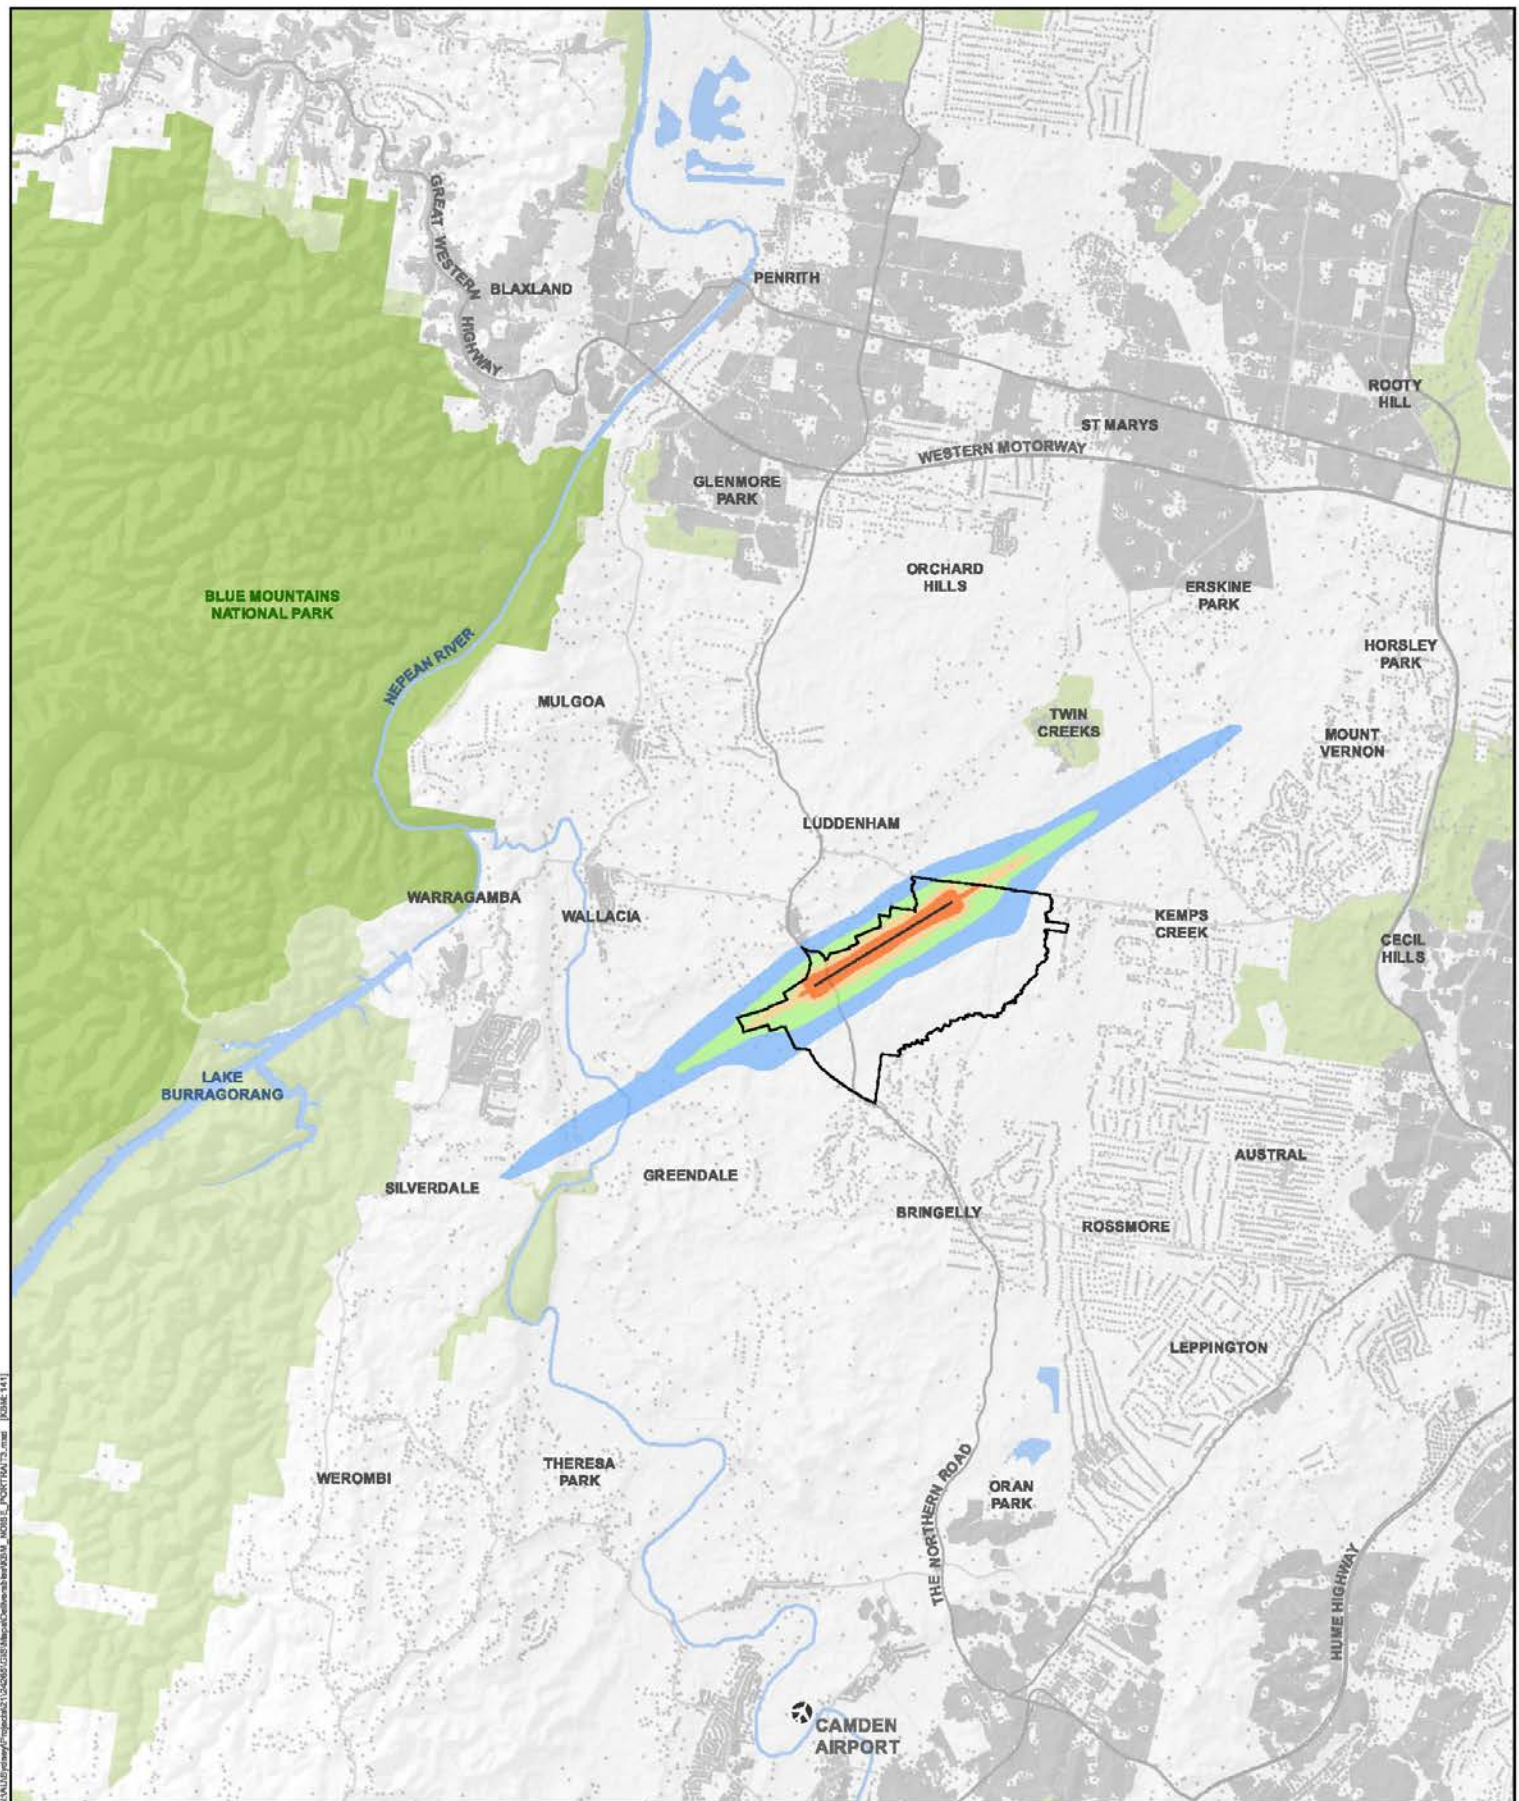 GREAT WESTERN HIGHWAY
BLAXLAND
PENRITH
ROOTY
HILL
ST MARYS
WESTERN MOTORWAY
GLENMORE
PARK
ORCHARD
HILLS
ERSKINE
PARK
BLUE MOUNTAINS
NATIONAL PARK
NEPEAN RIVER
HORSLEY
PARK
MULGOA
TWIN
CREEKS
MOUNT
VERNON
LUDDENHAM
WARRAGAMBA
WALLACIA
KEMPS
CREEK
CECIL
HILLS
LAKE
BURRAGORANG
SILVERDALE
GREENDALE
AUSTRAL
BRINGELLY
ROSSMORE
LEPPINGTON
WEROMBI
THERESA
PARK
THE NORTHERN ROAD
ORAN
PARK
HUME HIGHWAY
CAMDEN
AIRPORT